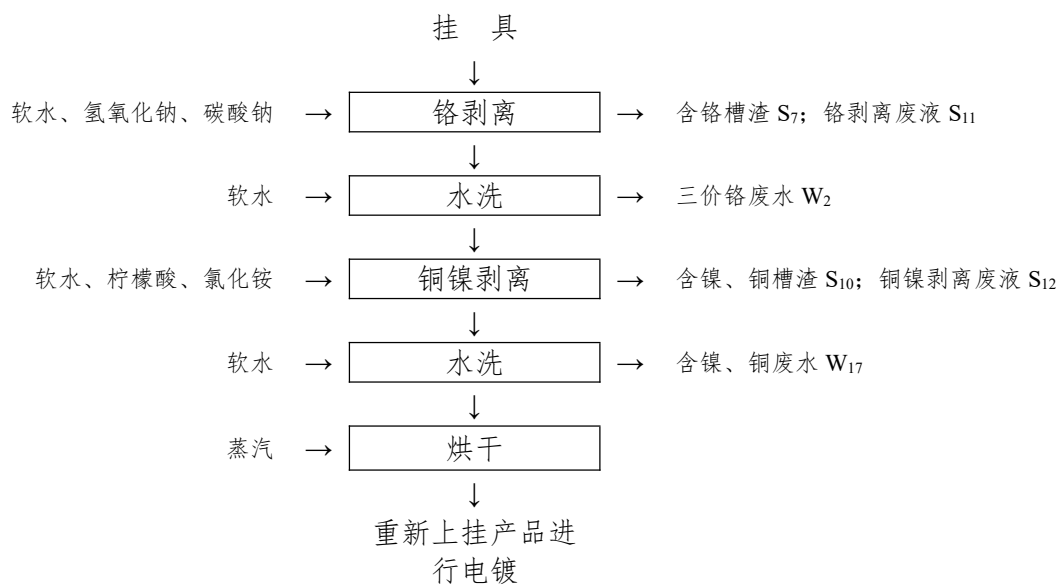 挂 具
↓
软水、氢氧化钠、碳酸钠 → 铬剥离 → 含铬槽渣 S₇；铬剥离废液 S₁₁
↓
软水 → 水洗 → 三价铬废水 W₂
↓
软水、柠檬酸、氯化铵 → 铜镍剥离 → 含镍、铜槽渣 S₁₀；铜镍剥离废液 S₁₂
↓
软水 → 水洗 → 含镍、铜废水 W₁₇
↓
蒸汽 → 烘干
↓
重新上挂产品进
行电镀